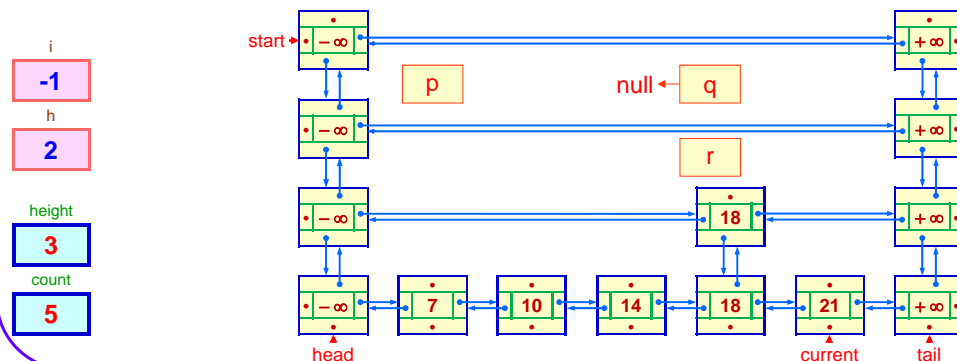 start
− ∞
+ ∞
i
-1
p
null
q
h
2
− ∞
+ ∞
r
height
3
− ∞
18
+ ∞
count
5
− ∞
7
10
14
18
21
+ ∞
head
current
tail